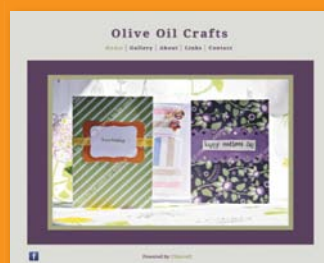 Olive Oil Crafts
Home | Gallery | About | Links | Contact
happy mothers day
f
Powered by